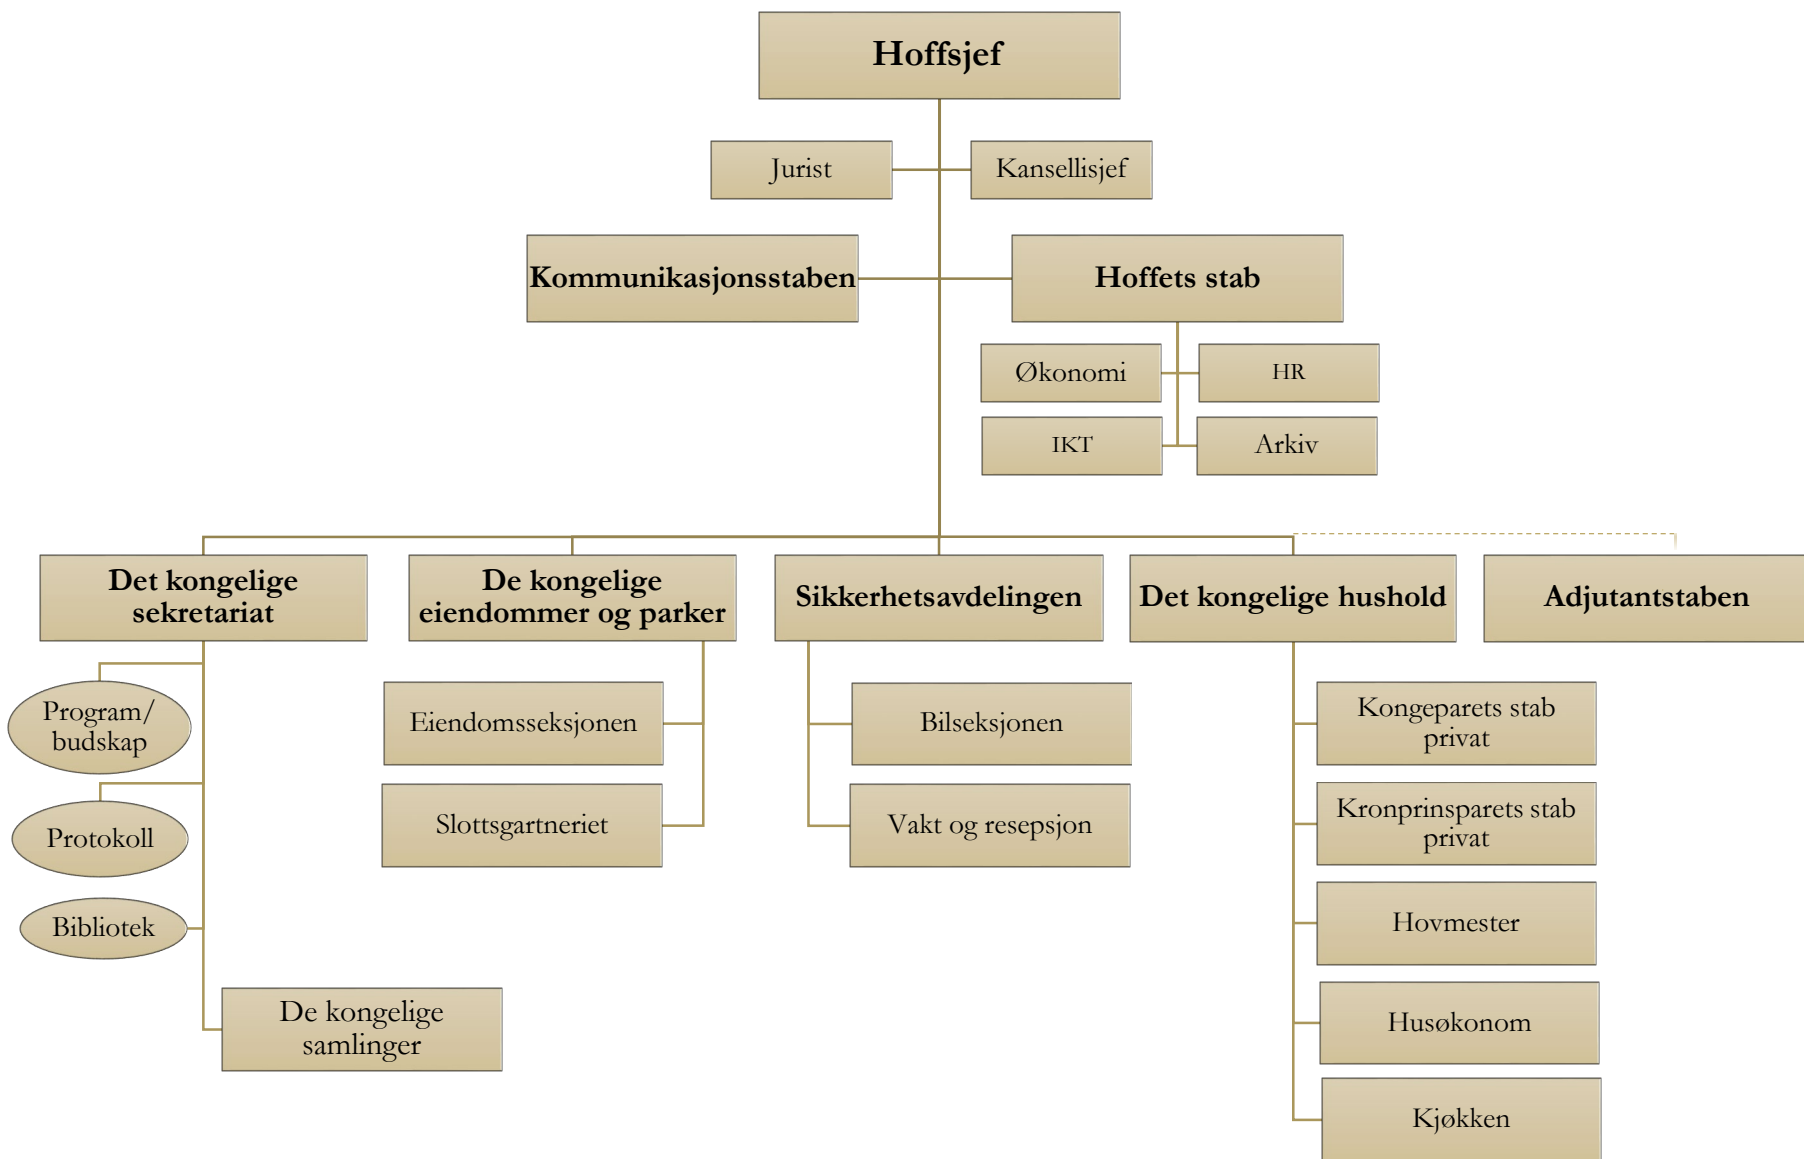 Hoffsjef
Jurist
Kansellisjef
Kommunikasjonsstaben
Hoffets stab
Økonomi
HR
IKT
Arkiv
Det kongelige
sekretariat
De kongelige
eiendommer og parker
Sikkerhetsavdelingen
Det kongelige hushold
Adjutantstaben
Program/
budskap
Protokoll
Bibliotek
De kongelige
samlinger
Eiendomsseksjonen
Slottsgartneriet
Bilseksjonen
Vakt og resepsjon
Kongeparets stab
privat
Kronprinsparets stab
privat
Hovmester
Husøkonom
Kjøkken